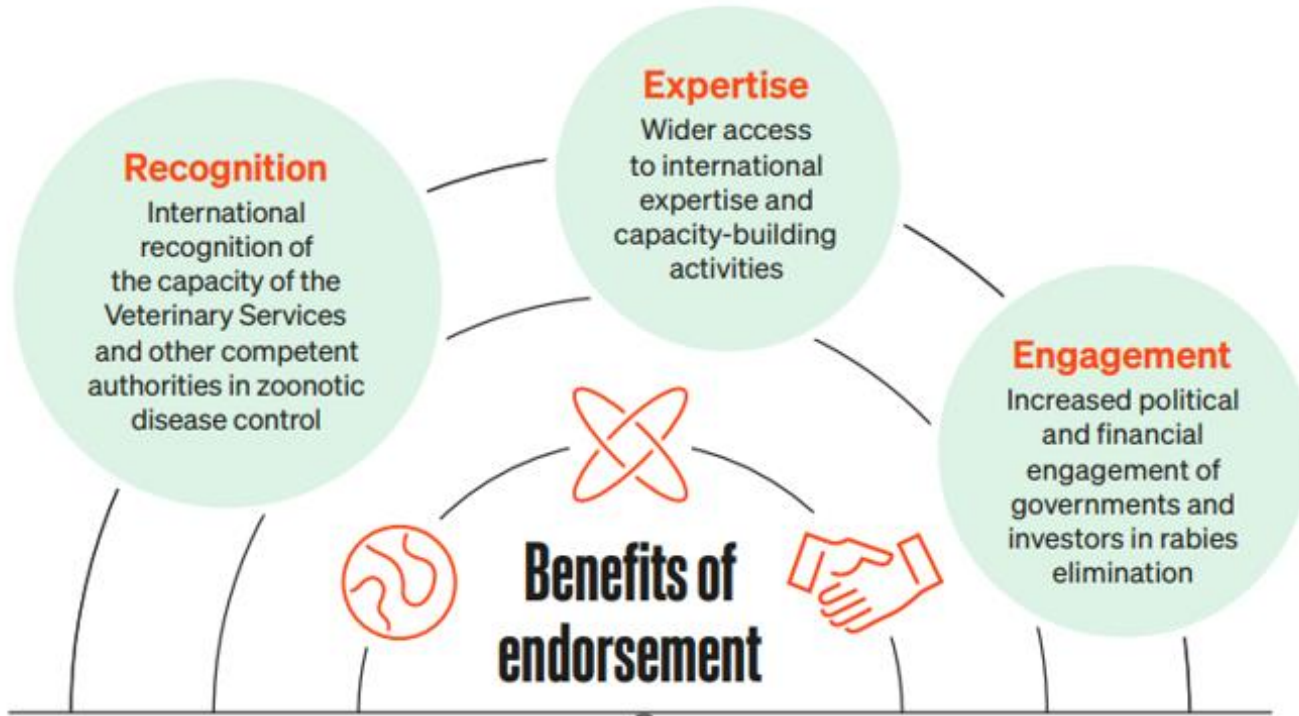 Recognition
International
recognition of
the capacity of the
Veterinary Services
and other competent
authorities in zoonotic
disease control
Expertise
Wider access
to international
expertise and
capacity-building
activities
Engagement
Increased political
and financial
engagement of
governments and
investors in rabies
elimination
Benefits of
endorsement